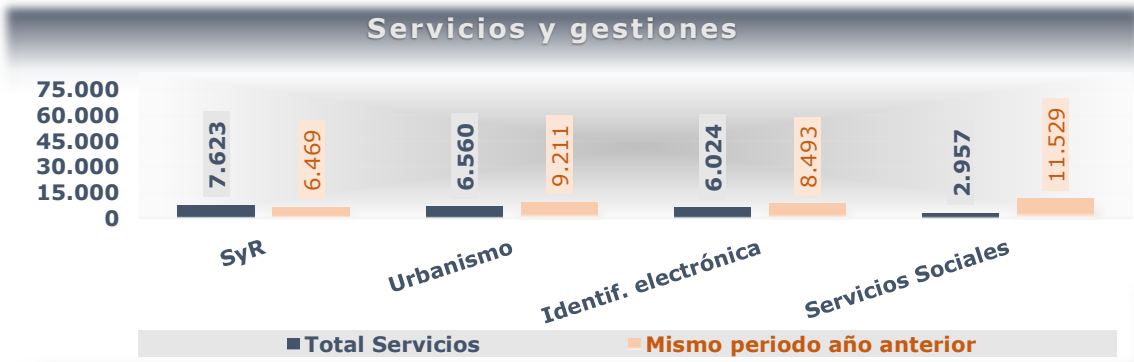 Servicios y gestiones
75.000
60.000
45.000
30.000
15.000
0
7.623
6.469
6.560
9.211
6.024
8.493
2.957
11.529
SyR
Urbanismo
Identif. electrónica
Servicios Sociales
Total Servicios
Mismo periodo año anterior